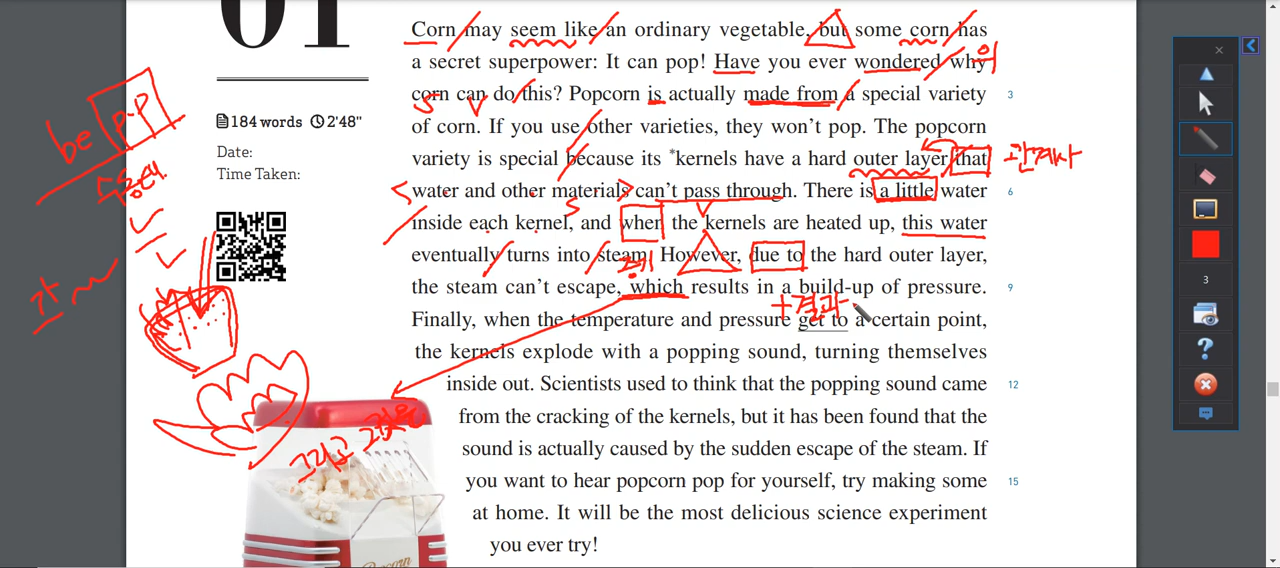 01
184 words 2'48"
Date:
Time Taken:
Corn may seem like an ordinary vegetable, but some corn has
a secret superpower: It can pop! Have you ever wondered why
corn can do this? Popcorn is actually made from a special variety
3
of corn. If you use other varieties, they won't pop. The popcorn
variety is special because its *kernels have a hard outer layer that
water and other materials can't pass through. There is a little water
6
inside each kernel, and when the kernels are heated up, this water
eventually turns into steam. However, due to the hard outer layer,
the steam can't escape, which results in a build-up of pressure.
9
Finally, when the temperature and pressure get to a certain point,
the kernels explode with a popping sound, turning themselves
inside out. Scientists used to think that the popping sound came
12
from the cracking of the kernels, but it has been found that the
sound is actually caused by the sudden escape of the steam. If
you want to hear popcorn pop for yourself, try making some
15
at home. It will be the most delicious science experiment
you ever try!
be p.p
수동태
관계사
S V
S
S
V
+결과
그리고 그것은
Popcorn
3